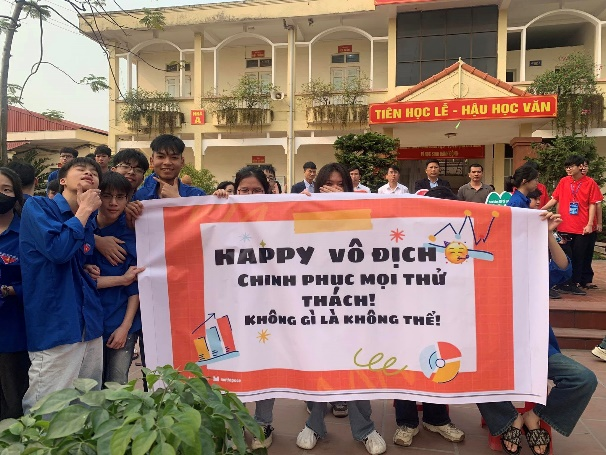 NHÀ
A
TIÊN HỌC LỄ - HẬU HỌC VĂN
HAPPY VÔ ĐỊCH
CHINH PHỤC MỌI THỬ
THÁCH!
KHÔNG GÌ LÀ KHÔNG THỂ!